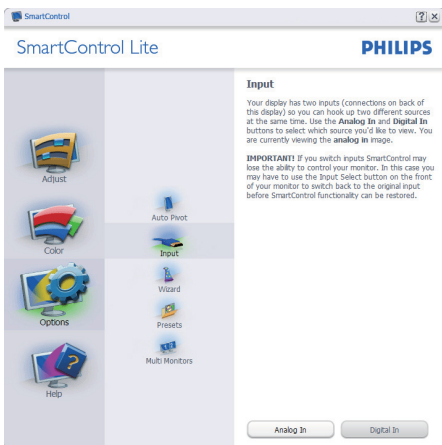 SmartControl
SmartControl Lite
PHILIPS
Adjust
Color
Options
Help
Auto Pivot
Input
Wizard
Presets
Multi Monitors
Input
Your display has two inputs (connections on back of
this display) so you can hook up two different sources
at the same time. Use the Analog In and Digital In
buttons to select which source you'd like to view. You
are currently viewing the analog in image.
IMPORTANT! If you switch inputs SmartControl may
lose the ability to control your monitor. In this case you
may have to use the Input Select button on the front
of your monitor to switch back to the original input
before SmartControl functionality can be restored.
Analog In
Digital In